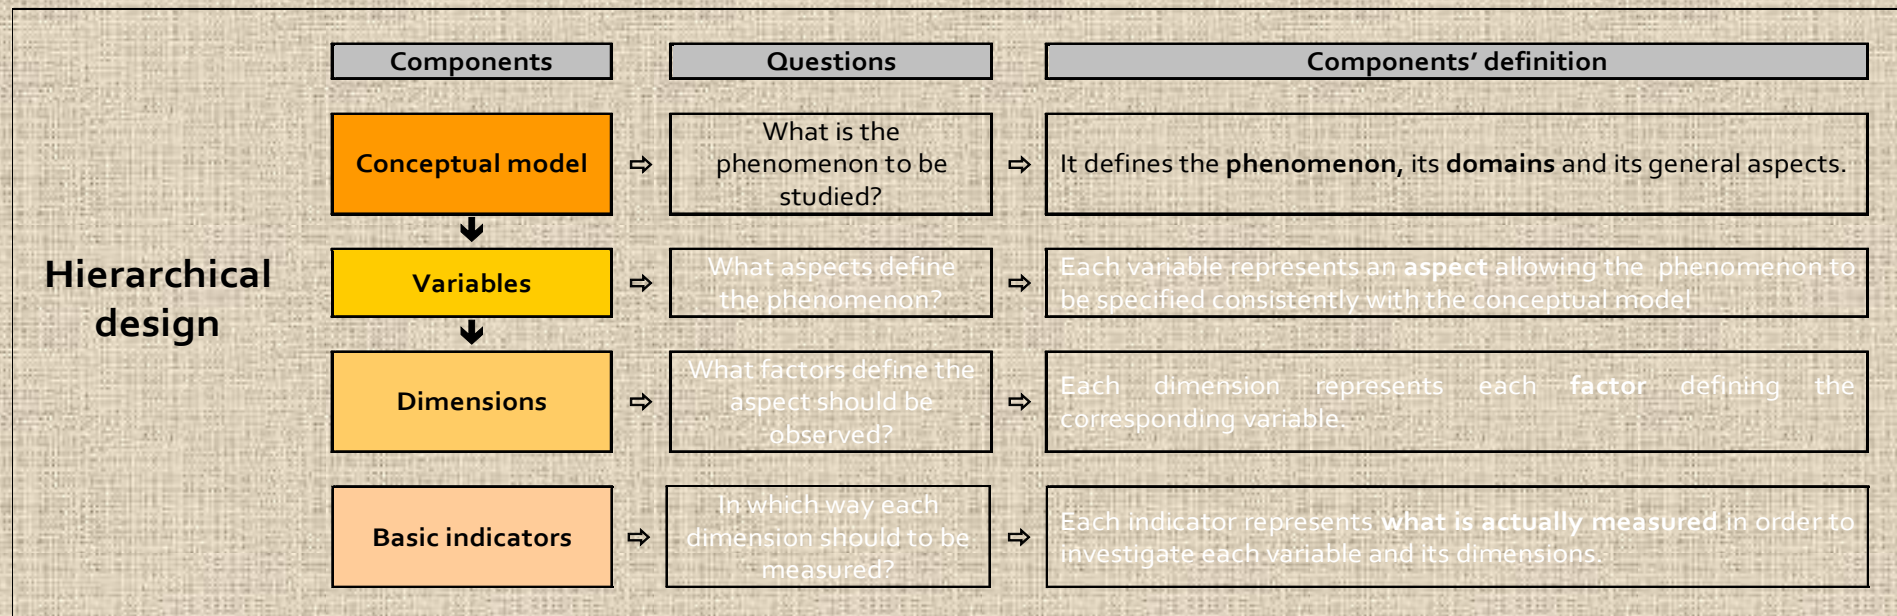 Components
Questions
Components’ definition
Hierarchical
design
Conceptual model
What is the
phenomenon to be
studied?
It defines the phenomenon, its domains and its general aspects.
Variables
What aspects define
the phenomenon?
Each variable represents an aspect allowing the phenomenon to
be specified consistently with the conceptual model
Dimensions
What factors define the
aspect should be
observed?
Each dimension represents each factor defining the
corresponding variable.
Basic indicators
In which way each
dimension should to be
measured?
Each indicator represents what is actually measured in order to
investigate each variable and its dimensions.